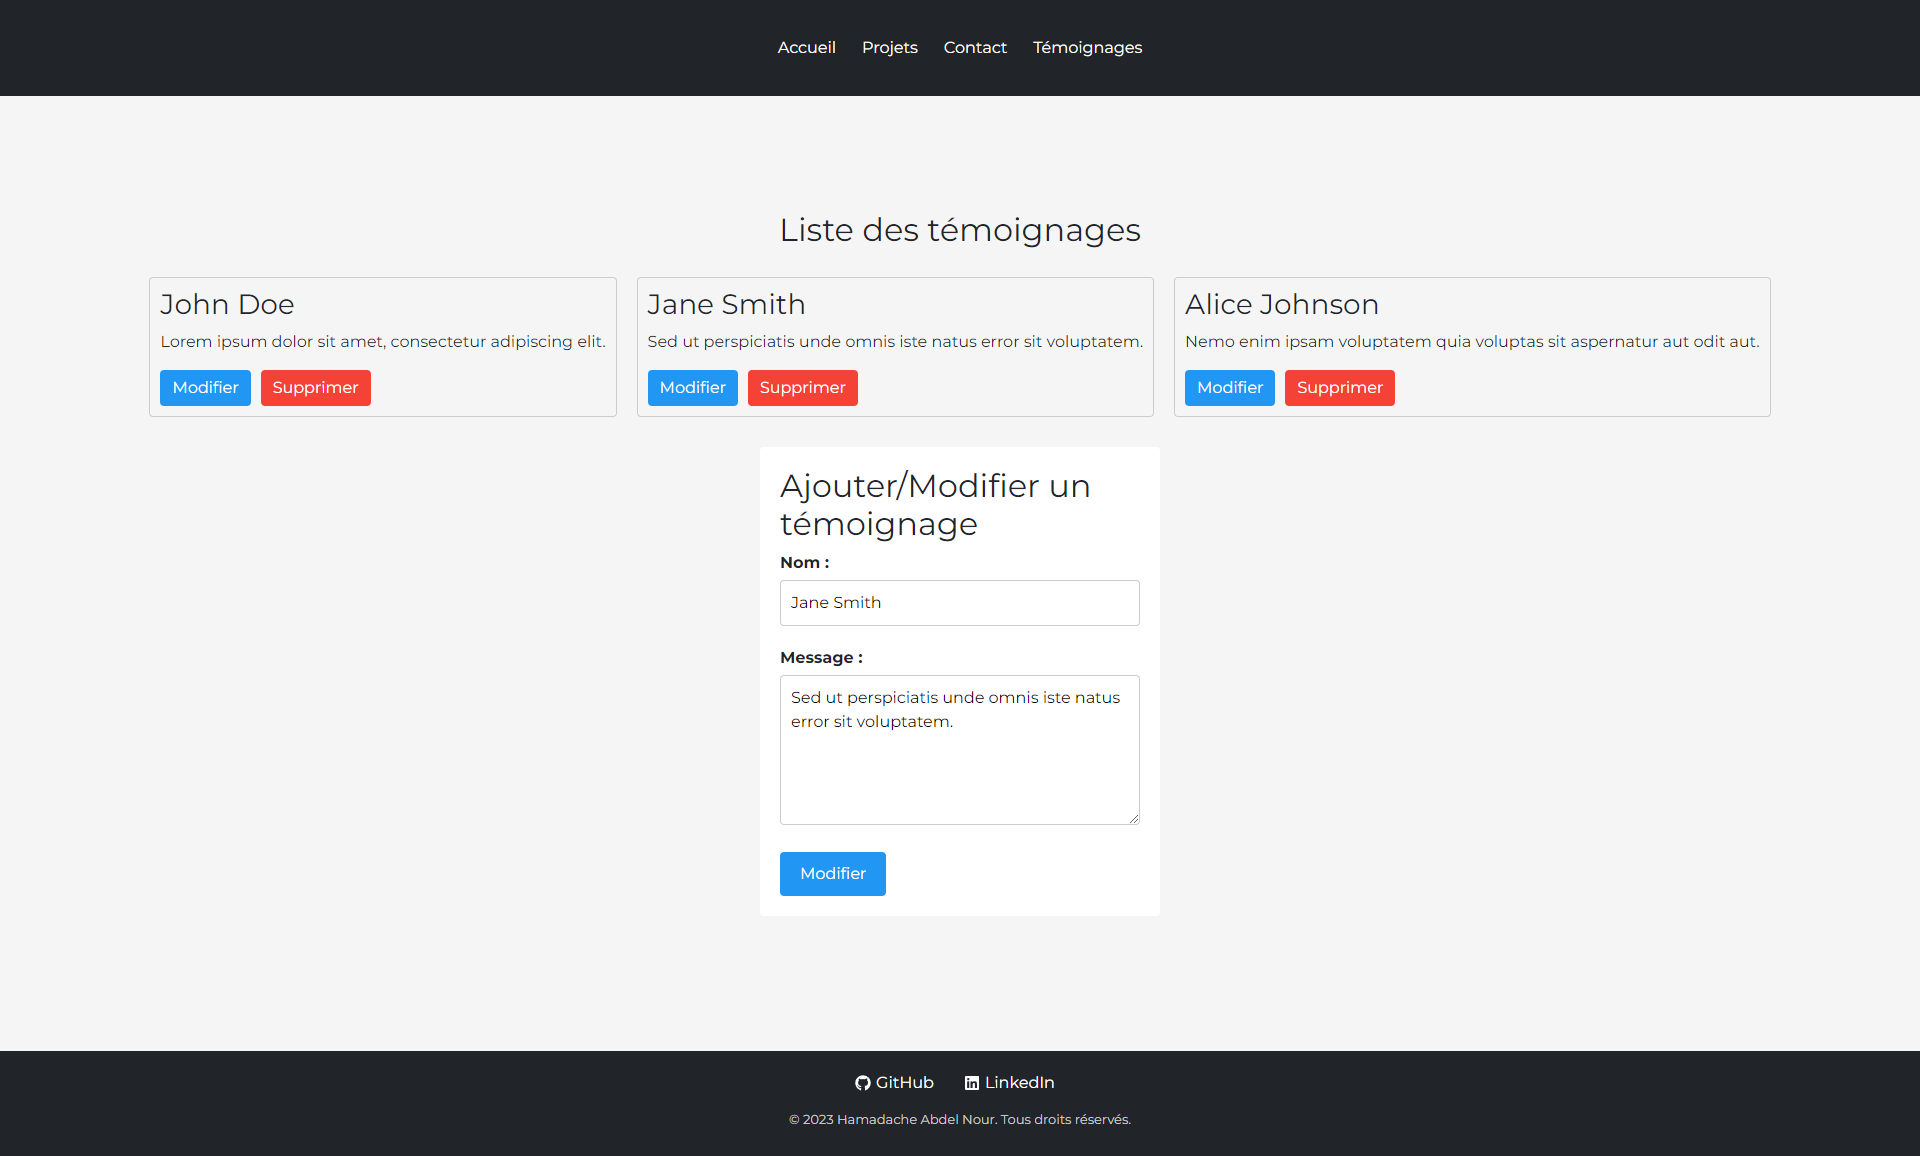 Accueil Projets Contact Témoignages
Liste des témoignages
John Doe
Lorem ipsum dolor sit amet, consectetur adipiscing elit.
Modifier Supprimer
Jane Smith
Sed ut perspiciatis unde omnis iste natus error sit voluptatem.
Modifier Supprimer
Alice Johnson
Nemo enim ipsam voluptatem quia voluptas sit aspernatur aut odit aut.
Modifier Supprimer
Ajouter/Modifier un
témoignage
Nom :
Jane Smith
Message :
Sed ut perspiciatis unde omnis iste natus
error sit voluptatem.
Modifier
GitHub LinkedIn
© 2023 Hamadache Abdel Nour. Tous droits réservés.